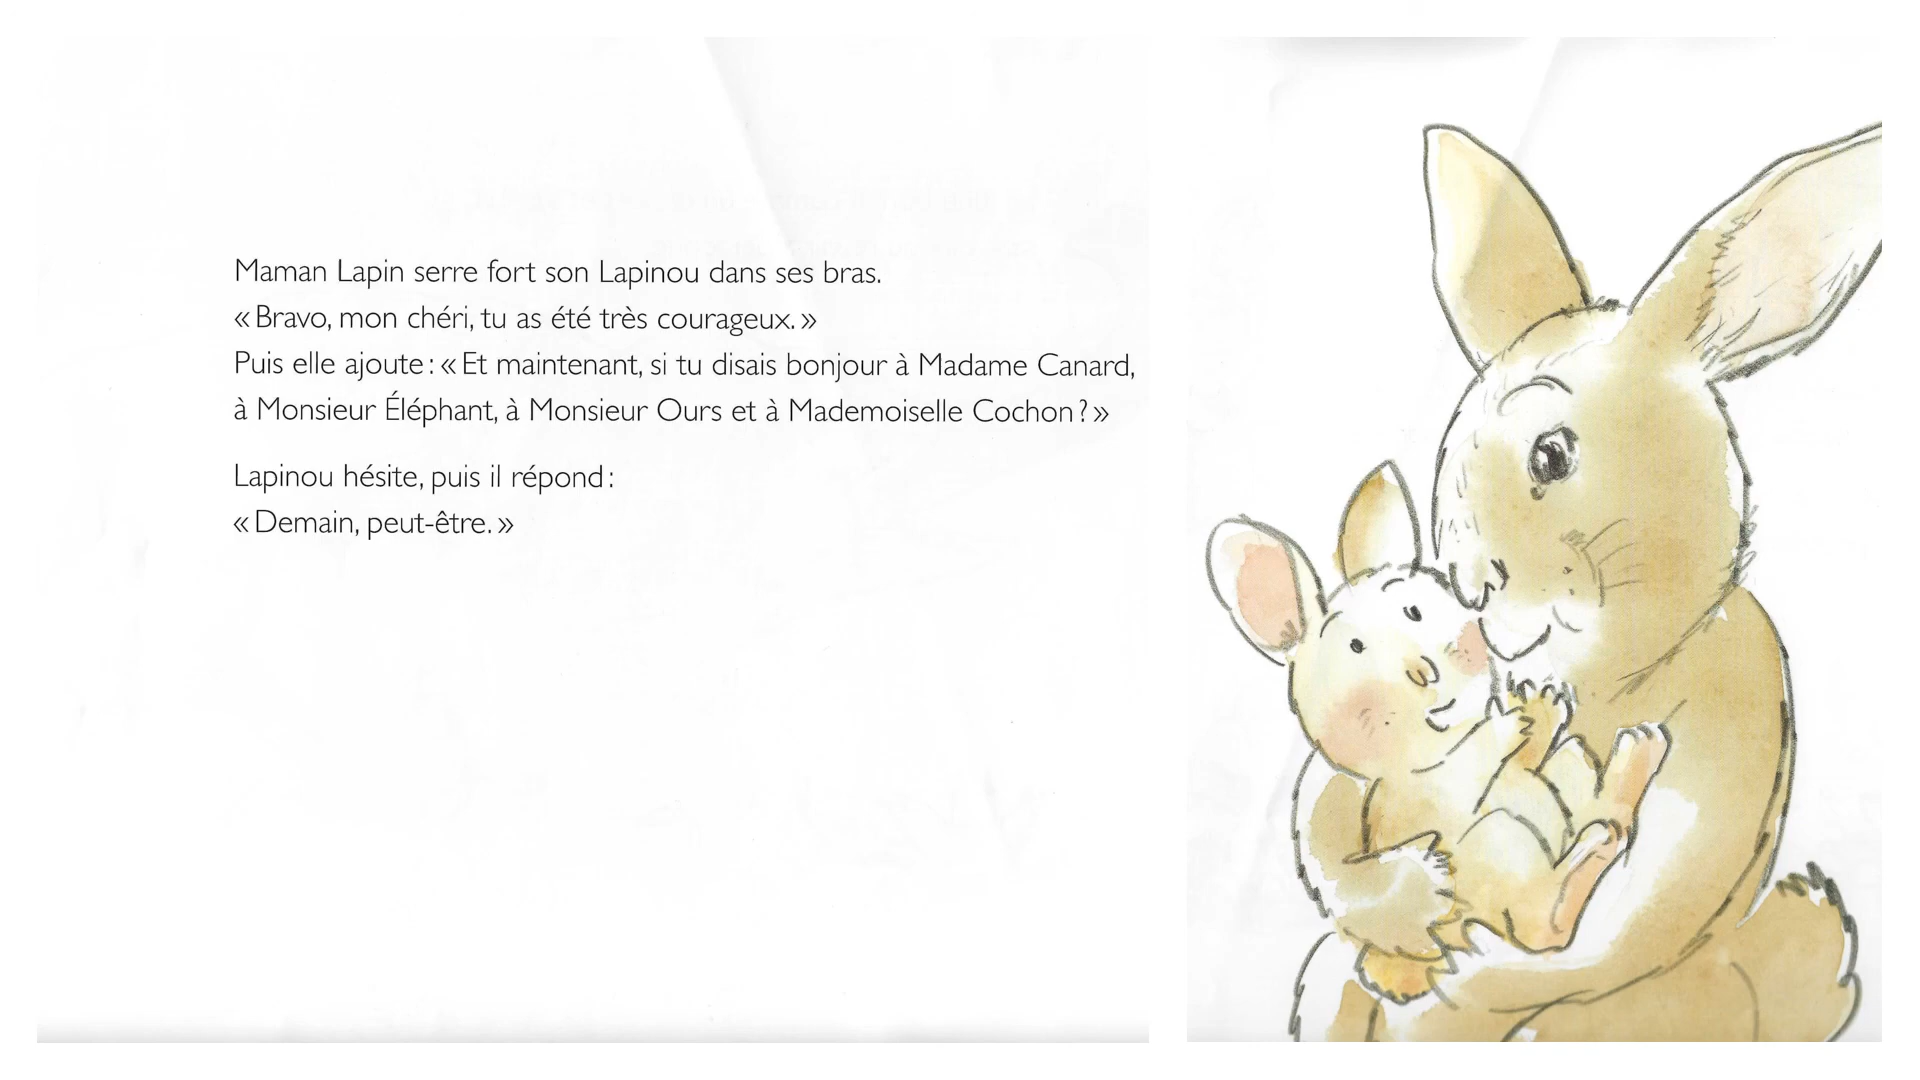 Maman Lapin serre fort son Lapinou dans ses bras.
« Bravo, mon chéri, tu as été très courageux. »
Puis elle ajoute : « Et maintenant, si tu disais bonjour à Madame Canard,
à Monsieur Éléphant, à Monsieur Ours et à Mademoiselle Cochon ? »
Lapinou hésite, puis il répond :
« Demain, peut-être. »